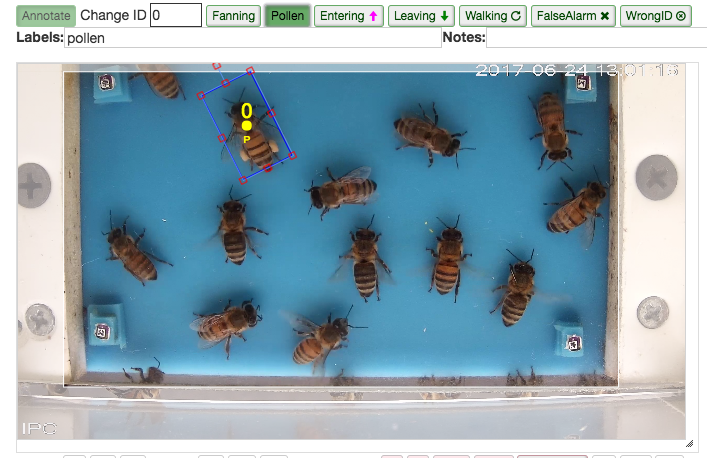 Annotate Change ID 0 Fanning Pollen Entering Leaving Walking FalseAlarm WrongID
Labels: pollen Notes:
2017-06-24 13:01:16
0
P
IPC